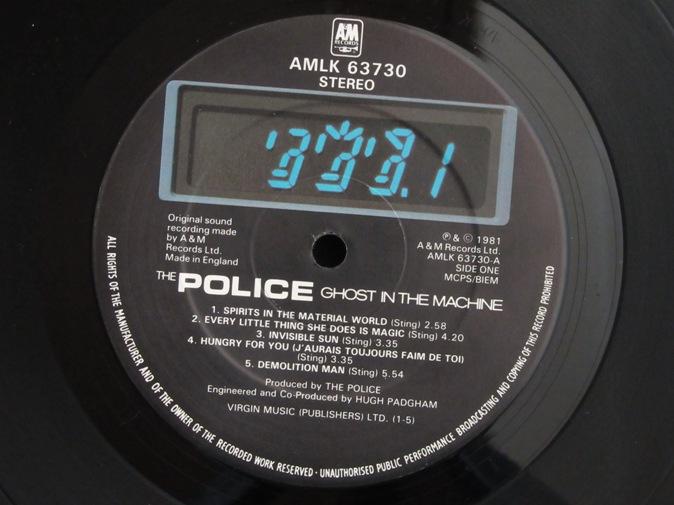 A&M
RECORDS
AMLK 63730
STEREO
Original sound
recording made
by A & M
Records Ltd.
Made in England
℗ & © 1981
A & M Records Ltd.
AMLK 63730-A
SIDE ONE
MCPS/BIEM
THE POLICE GHOST IN THE MACHINE
1. SPIRITS IN THE MATERIAL WORLD (Sting) 2.58
2. EVERY LITTLE THING SHE DOES IS MAGIC (Sting) 4.20
3. INVISIBLE SUN (Sting) 3.35
4. HUNGRY FOR YOU (J'AURAIS TOUJOURS FAIM DE TOI)
(Sting) 3.35
5. DEMOLITION MAN (Sting) 5.54
Produced by THE POLICE
Engineered and Co-Produced by HUGH PADGHAM
VIRGIN MUSIC (PUBLISHERS) LTD. (1-5)
ALL RIGHTS OF THE MANUFACTURER AND OF THE OWNER OF THE RECORDED WORK RESERVED · UNAUTHORISED PUBLIC PERFORMANCE BROADCASTING AND COPYING OF THIS RECORD PROHIBITED